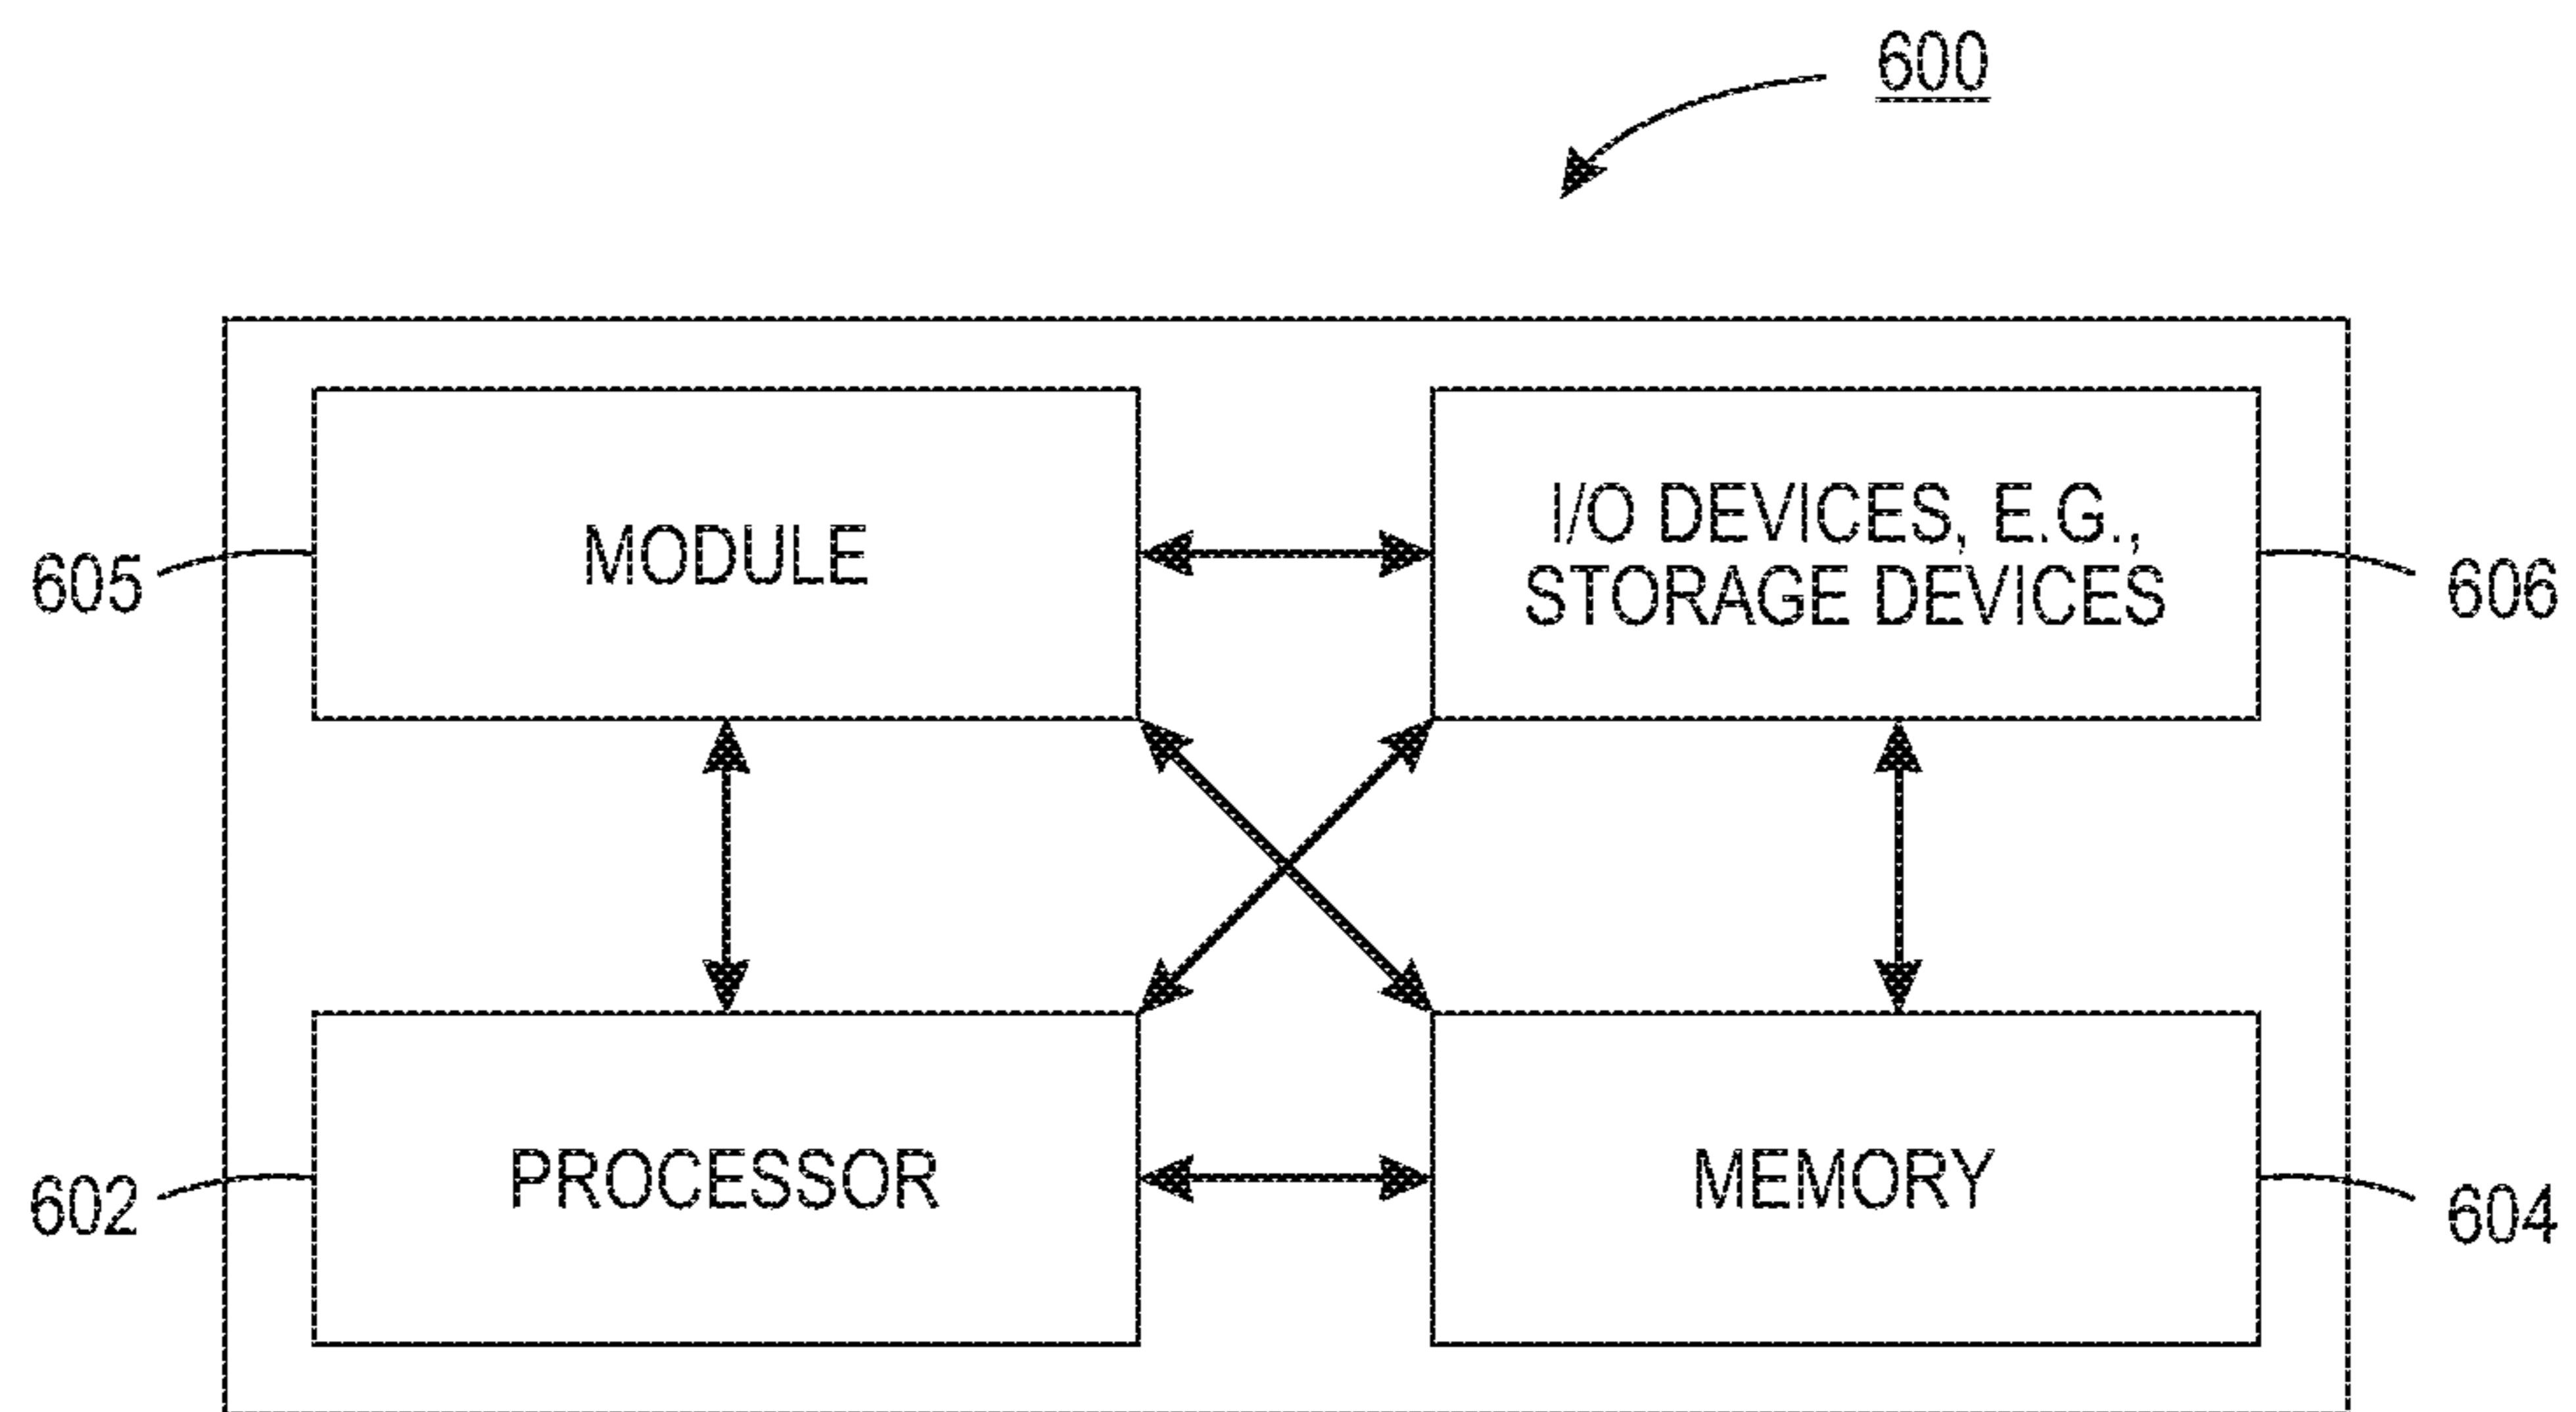 600
MODULE
I/O DEVICES, E.G.,
STORAGE DEVICES
605
606
PROCESSOR
MEMORY
602
604